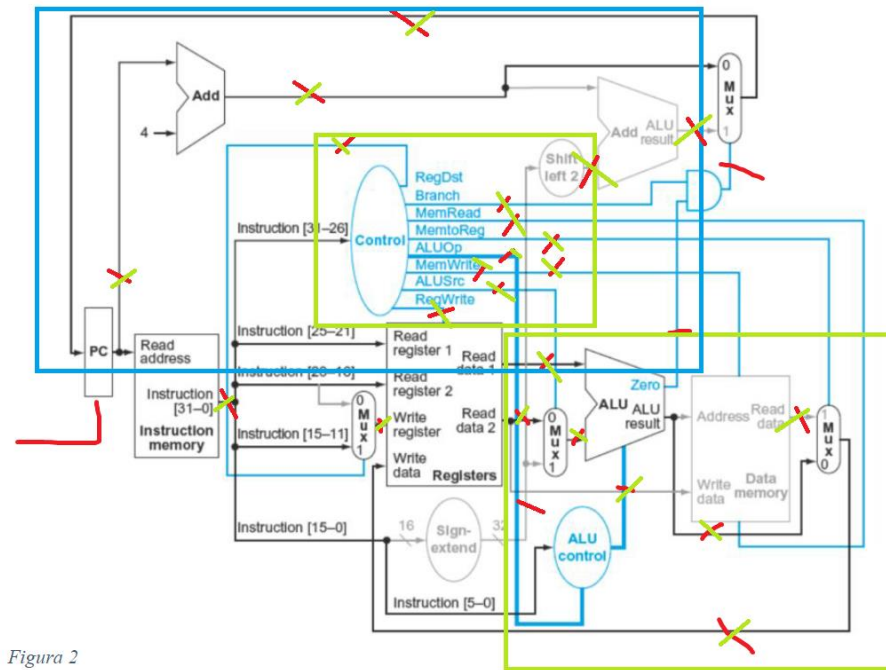 0
Mux
1
Add
4
Add
ALU
result
Shift
left 2
RegDst
Branch
MemRead
MemtoReg
ALUOp
MemWrite
ALUSrc
RegWrite
Instruction [31–26]
Control
PC
Read
address
Instruction
[31–0]
Instruction
memory
Instruction [25–21]
Instruction [15–11]
Instruction [15–0]
Instruction [5–0]
0
Mux
1
Read
register 1
Read
register 2
Write
register
Write
data
Read
data 1
Read
data 2
Registers
0
Mux
1
Zero
ALU
ALU
result
Address
Read
data
Write
data
Data
memory
1
Mux
0
16
Sign-
extend
32
ALU
control
Figura 2